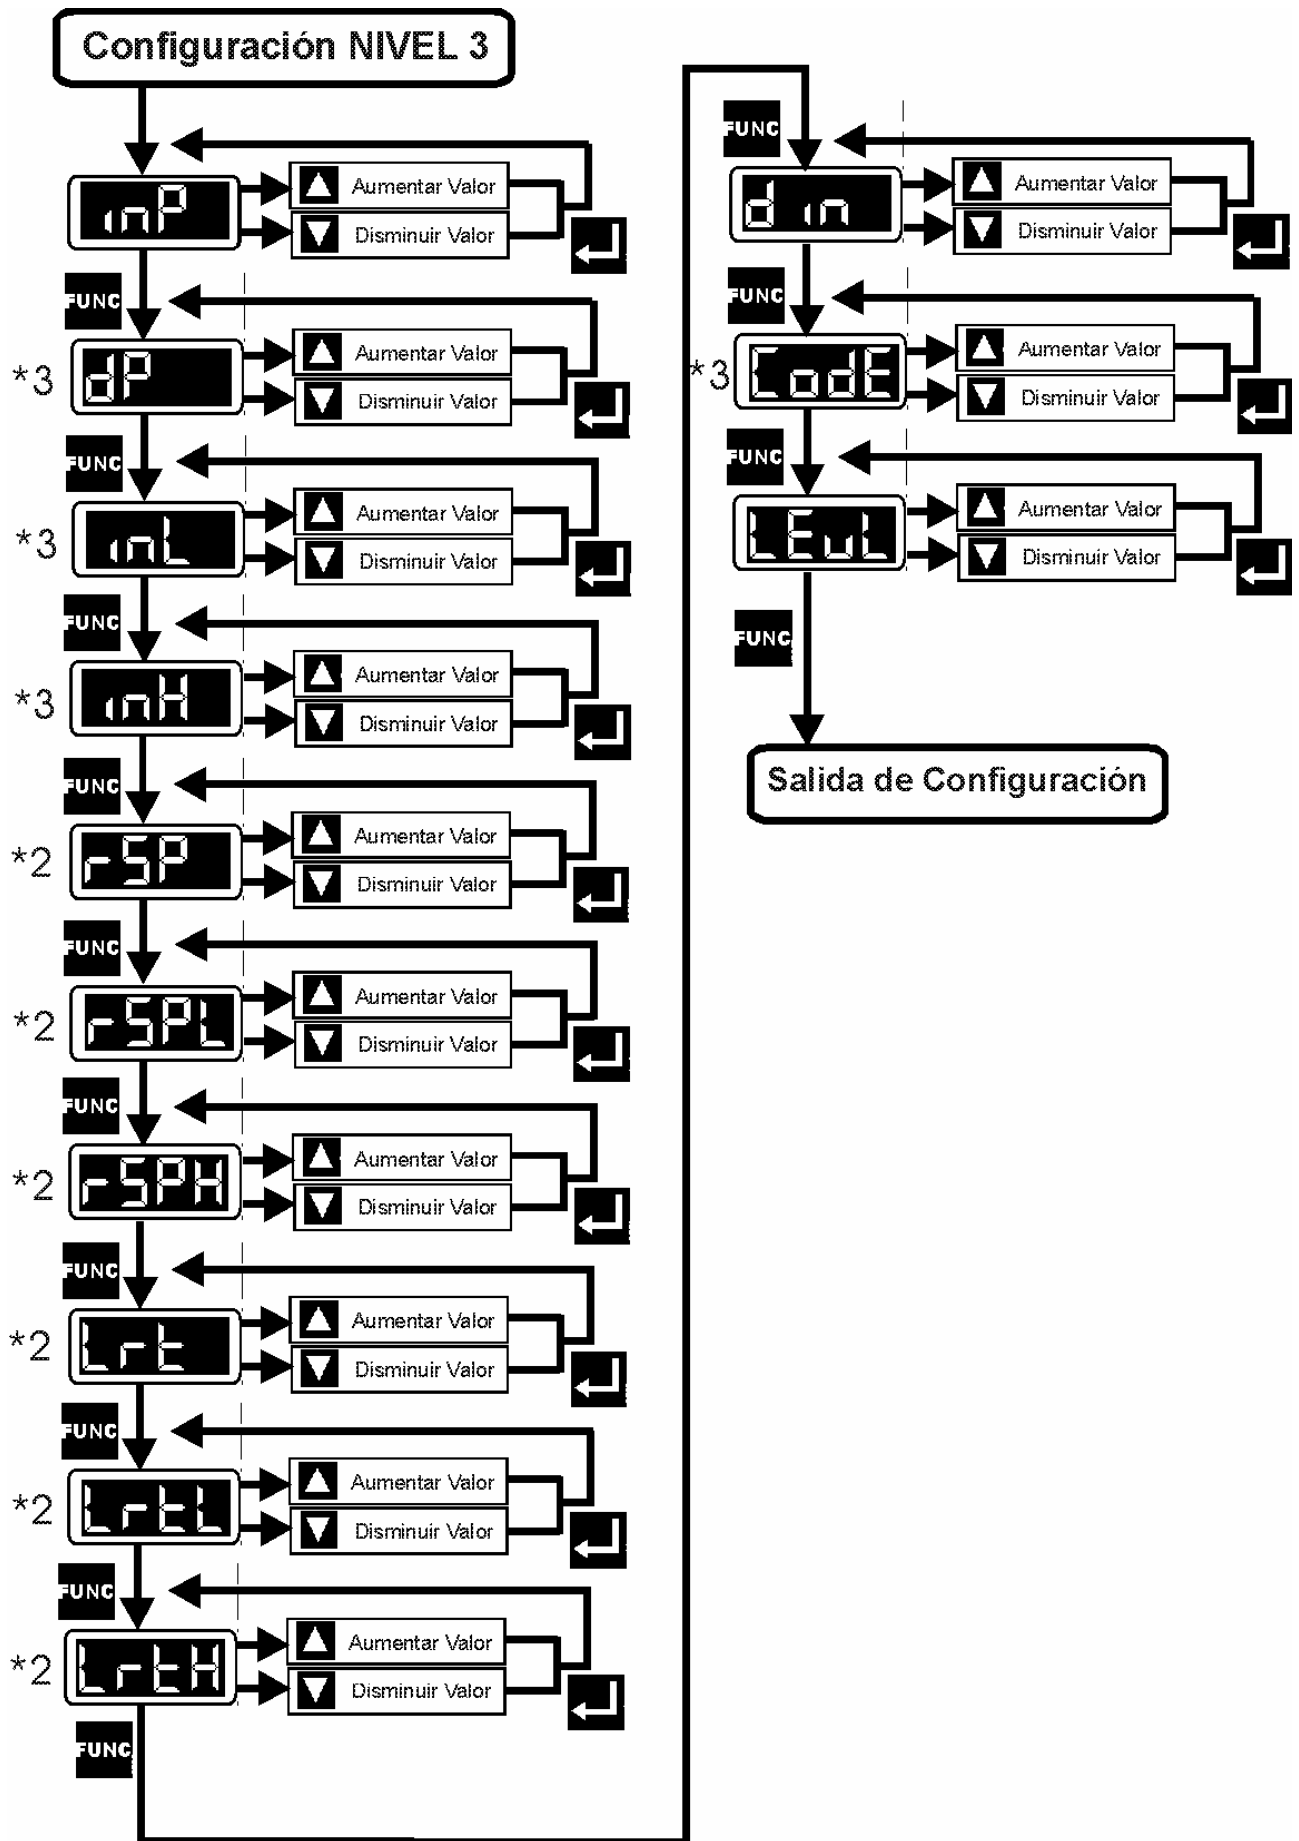 Configuración NIVEL 3
inP
Aumentar Valor
Disminuir Valor
FUNC
*3
dP
Aumentar Valor
Disminuir Valor
FUNC
*3
inL
Aumentar Valor
Disminuir Valor
FUNC
*3
inH
Aumentar Valor
Disminuir Valor
FUNC
*2
rSP
Aumentar Valor
Disminuir Valor
FUNC
*2
rSPL
Aumentar Valor
Disminuir Valor
FUNC
*2
rSPH
Aumentar Valor
Disminuir Valor
FUNC
*2
trt
Aumentar Valor
Disminuir Valor
FUNC
*2
trtL
Aumentar Valor
Disminuir Valor
FUNC
*2
trtH
Aumentar Valor
Disminuir Valor
FUNC
FUNC
d in
Aumentar Valor
Disminuir Valor
FUNC
*3
CodE
Aumentar Valor
Disminuir Valor
FUNC
LEvL
Aumentar Valor
Disminuir Valor
FUNC
Salida de Configuración